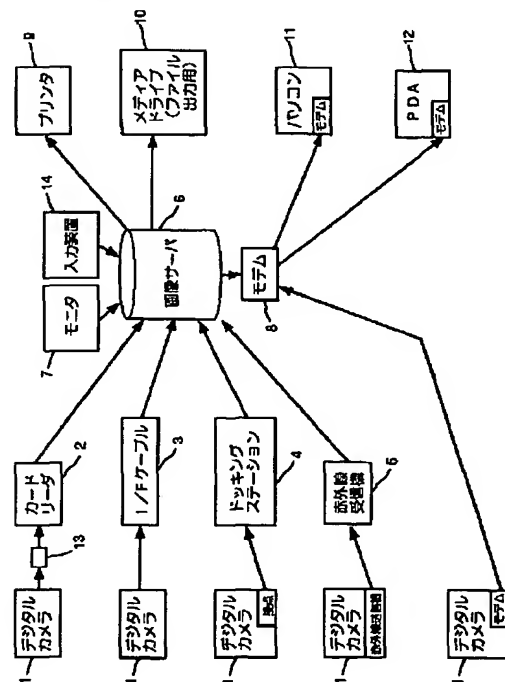 1
デジタル
カメラ
13
カード
リーダ
2
1
デジタル
カメラ
I/Fケーブル
3
1
デジタル
カメラ
接点
ドッキング
ステーション
4
1
デジタル
カメラ
赤外線送信器
赤外線
受信機
5
1
デジタル
カメラ
モデム
7
モニタ
14
入力装置
画像サーバ
6
モデム
8
9
プリンタ
10
メディア
ドライブ
(ファイル
出力用)
11
パソコン
モデム
12
PDA
モデム